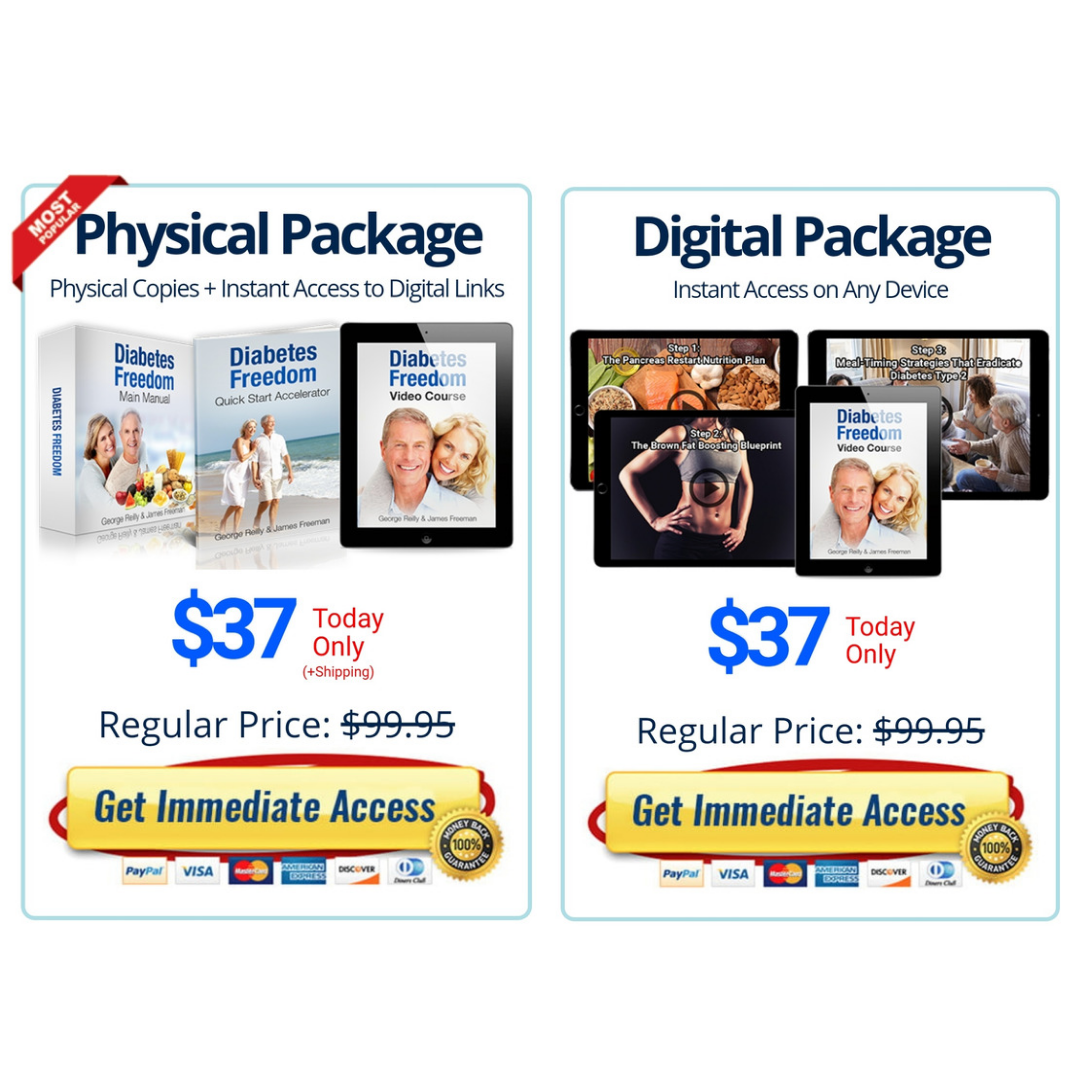 MOST
POPULAR
Physical Package
Physical Copies + Instant Access to Digital Links
DIABETES FREEDOM
Diabetes
Freedom
Main Manual
George Reilly & James Freeman
Diabetes
Freedom
Quick Start Accelerator
George Reilly & James Freeman
Diabetes
Freedom
Video Course
George Reilly & James Freeman
$37
Today
Only
(+Shipping)
Regular Price: $99.95
Get Immediate Access
MONEY BACK
100%
GUARANTEE
PayPal
VISA
MasterCard
AMERICAN
EXPRESS
DISCOVER
Diners Club
Digital Package
Instant Access on Any Device
Step 1:
The Pancreas Restart Nutrition Plan
Step 2:
The Brown Fat Boosting Blueprint
Step 3:
Meal-Timing Strategies That Eradicate
Diabetes Type 2
Diabetes
Freedom
Video Course
George Reilly & James Freeman
$37
Today
Only
Regular Price: $99.95
Get Immediate Access
MONEY BACK
100%
GUARANTEE
PayPal
VISA
MasterCard
AMERICAN
EXPRESS
DISCOVER
Diners Club